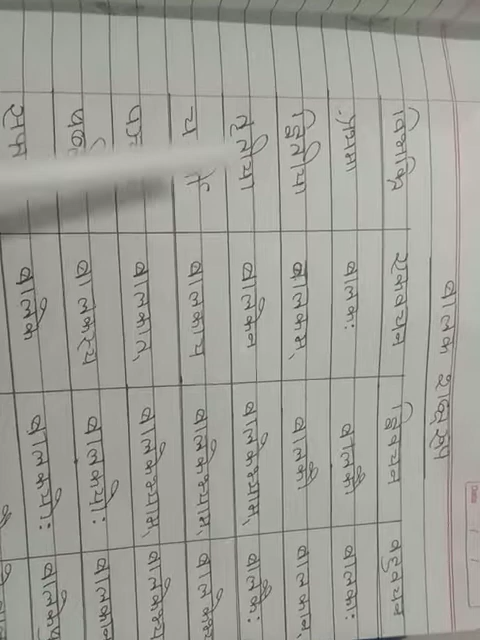 बालक शब्द रूप
विभक्ति एकवचन द्विवचन बहुवचन
प्रथमा बालक: बालकौ बालका:
द्वितीया बालकम् बालकौ बालकान्
तृतीया बालकेन बालकेभ्याम् बालकै:
बालकाय बालकेभ्याम्
बालकात् बालकेभ्याम्
बालकस्य बालकयो:
बालके बालकयो: